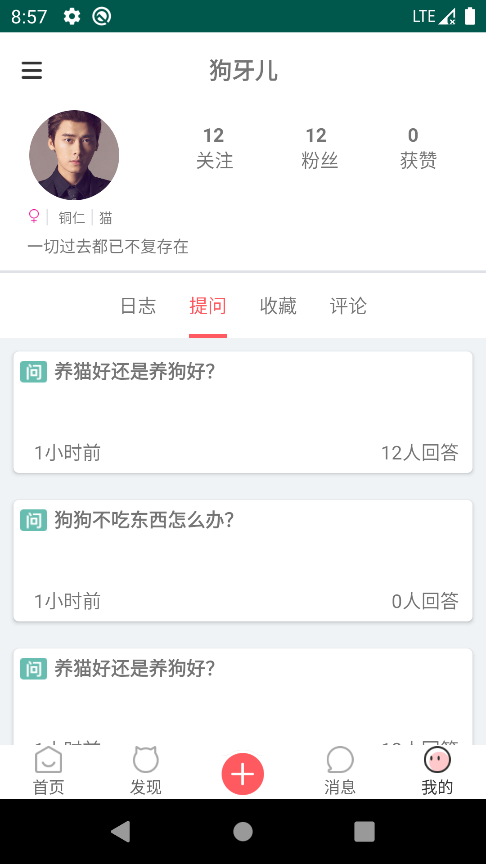 8:57 LTE
狗牙儿
12 12 0
关注 粉丝 获赞
铜仁 猫
一切过去都已不复存在
日志 提问 收藏 评论
问 养猫好还是养狗好?
1小时前 12人回答
问 狗狗不吃东西怎么办?
1小时前 0人回答
问 养猫好还是养狗好?
首页 发现 消息 我的